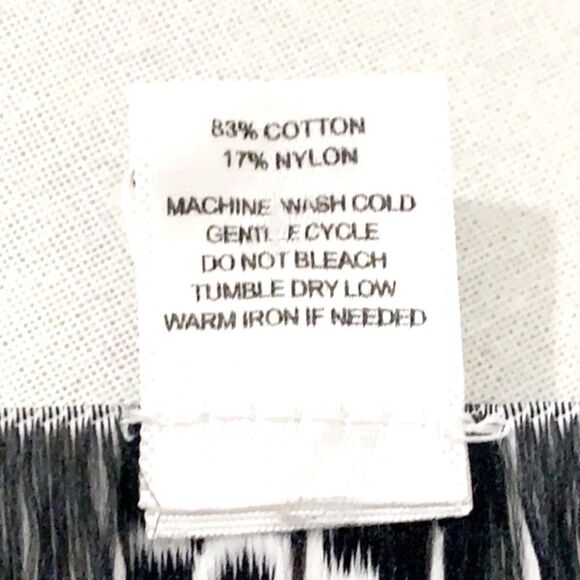 83% COTTON
17% NYLON
MACHINE WASH COLD
GENTLE CYCLE
DO NOT BLEACH
TUMBLE DRY LOW
WARM IRON IF NEEDED